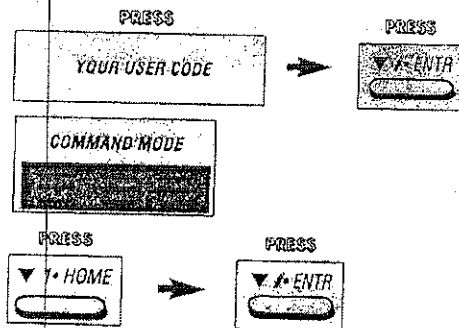 PRESS PRESS
YOUR USER CODE ▼ #• ENTR
COMMAND MODE
PRESS PRESS
▼ 1• HOME ▼ #• ENTR